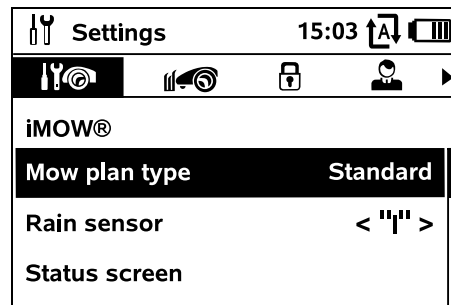 Settings 15:03 A
iMOW®
Mow plan type Standard
Rain sensor < "|" >
Status screen